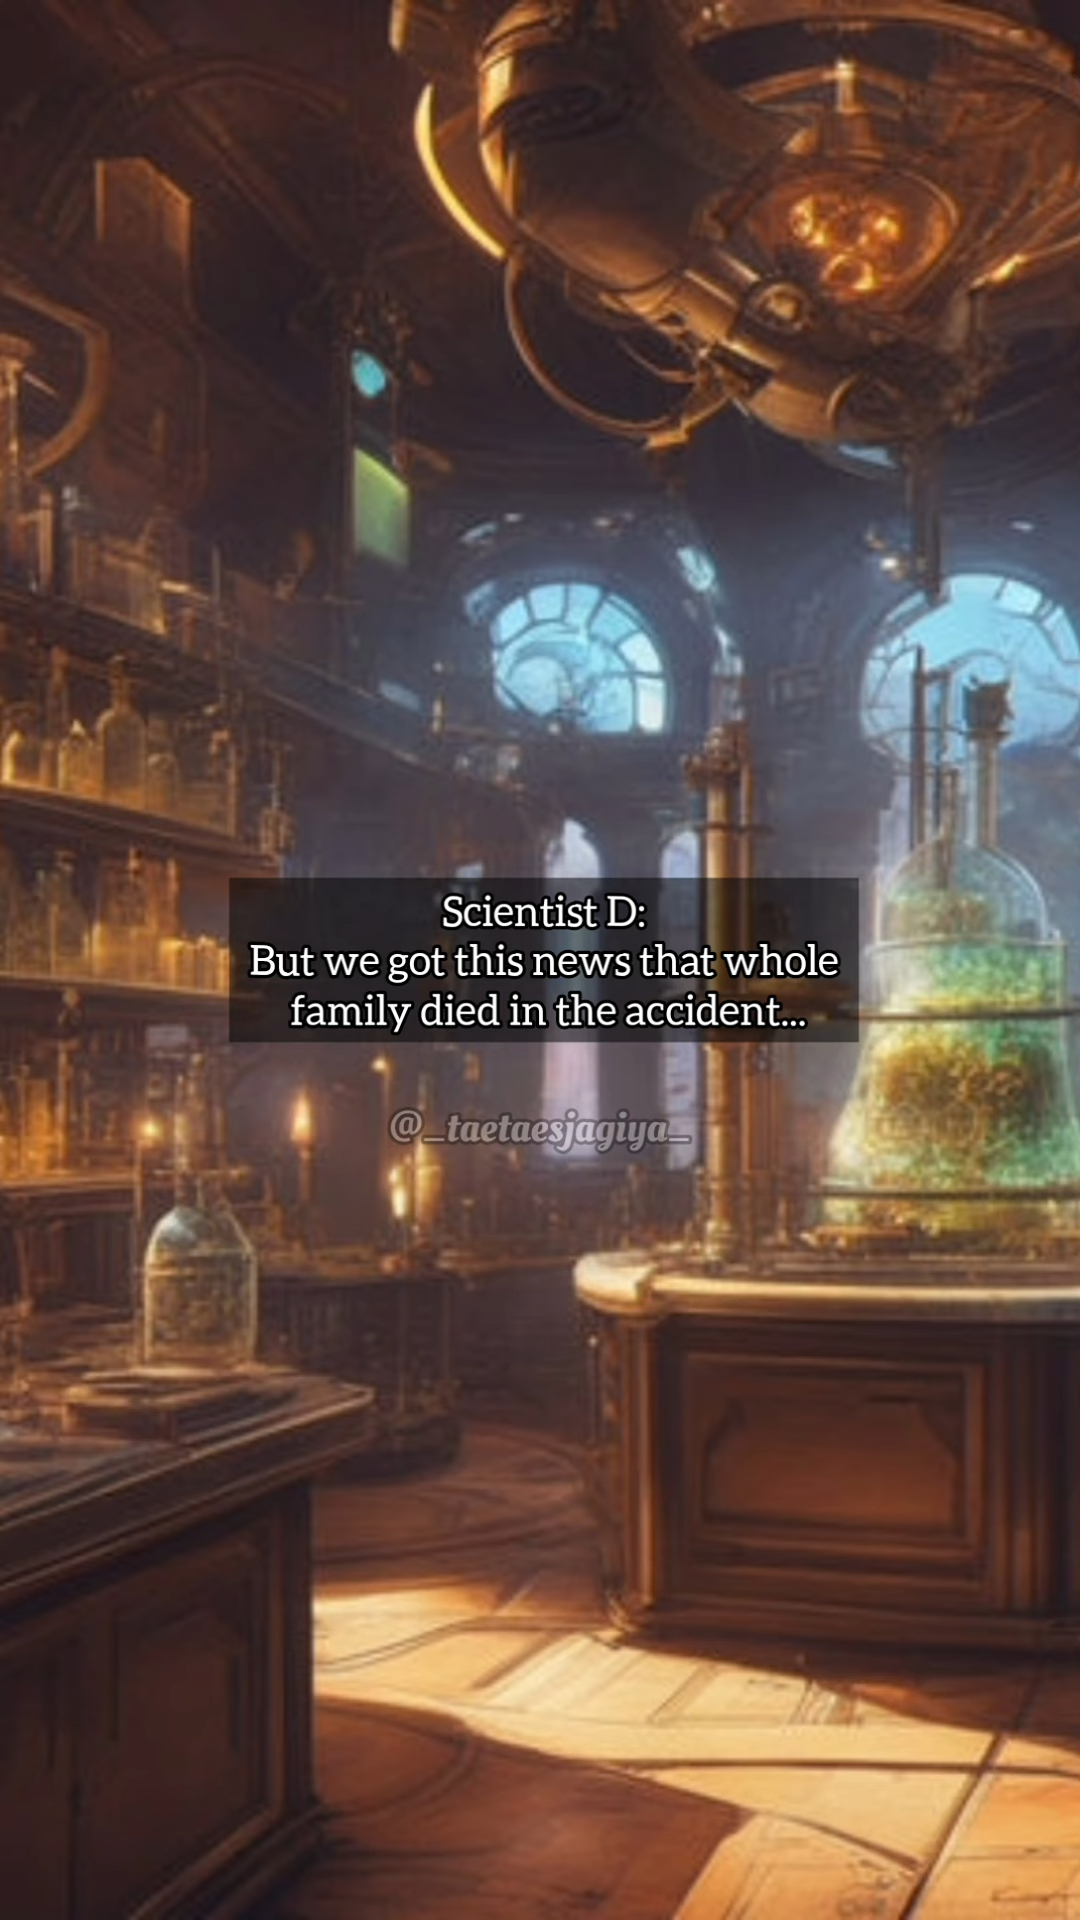 Scientist D:
But we got this news that whole
family died in the accident...
@_taetaesjagiya_